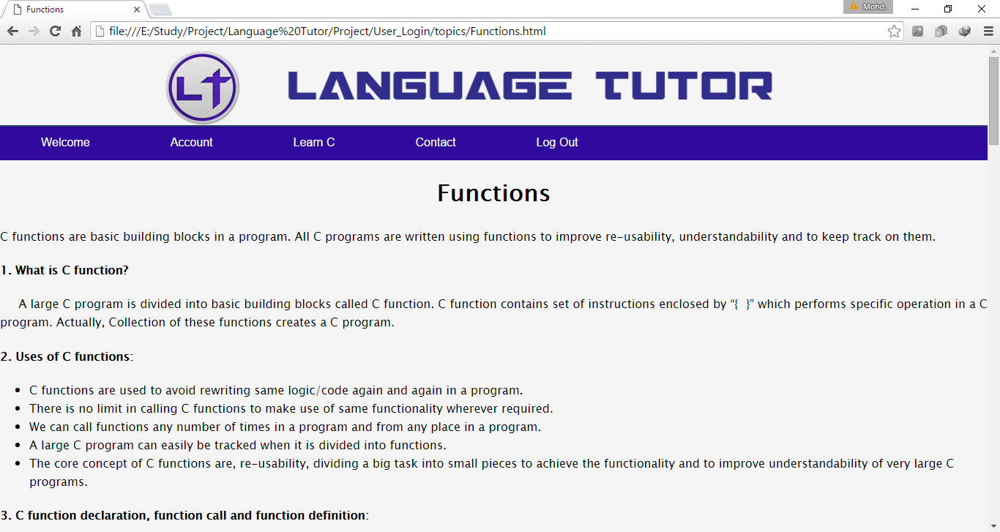 Functions
Mohd.
file:///E:/Study/Project/Language%20Tutor/Project/User_Login/topics/Functions.html
LT LANGUAGE TUTOR
Welcome Account Learn C Contact Log Out
Functions
C functions are basic building blocks in a program. All C programs are written using functions to improve re-usability, understandability and to keep track on them.
1. What is C function?
A large C program is divided into basic building blocks called C function. C function contains set of instructions enclosed by “{ }” which performs specific operation in a C
program. Actually, Collection of these functions creates a C program.
2. Uses of C functions:
• C functions are used to avoid rewriting same logic/code again and again in a program.
• There is no limit in calling C functions to make use of same functionality wherever required.
• We can call functions any number of times in a program and from any place in a program.
• A large C program can easily be tracked when it is divided into functions.
• The core concept of C functions are, re-usability, dividing a big task into small pieces to achieve the functionality and to improve understandability of very large C
programs.
3. C function declaration, function call and function definition: